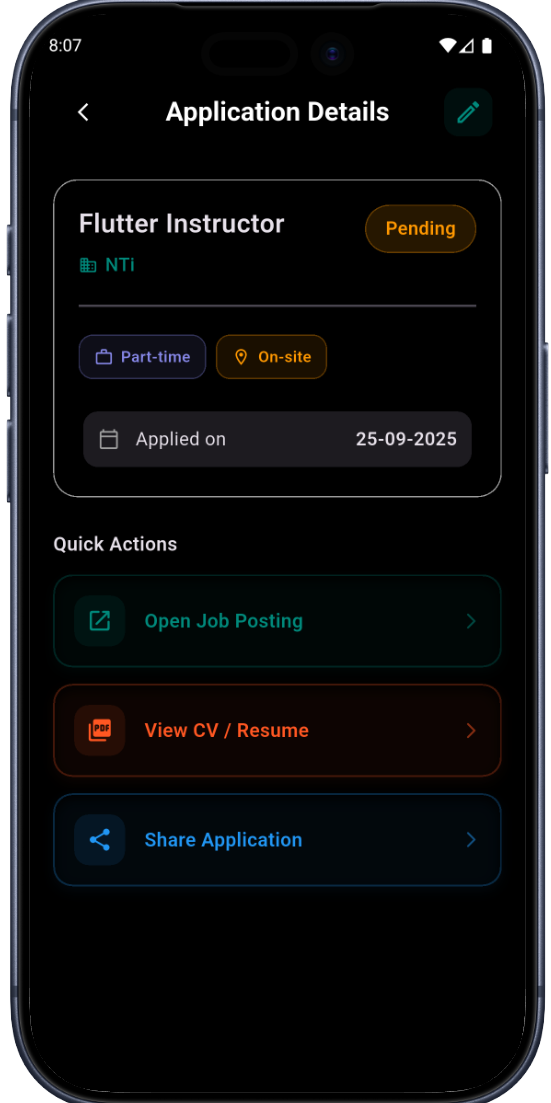 8:07
Application Details
Flutter Instructor
Pending
NTi
Part-time
On-site
Applied on
25-09-2025
Quick Actions
Open Job Posting
PDF
View CV / Resume
Share Application